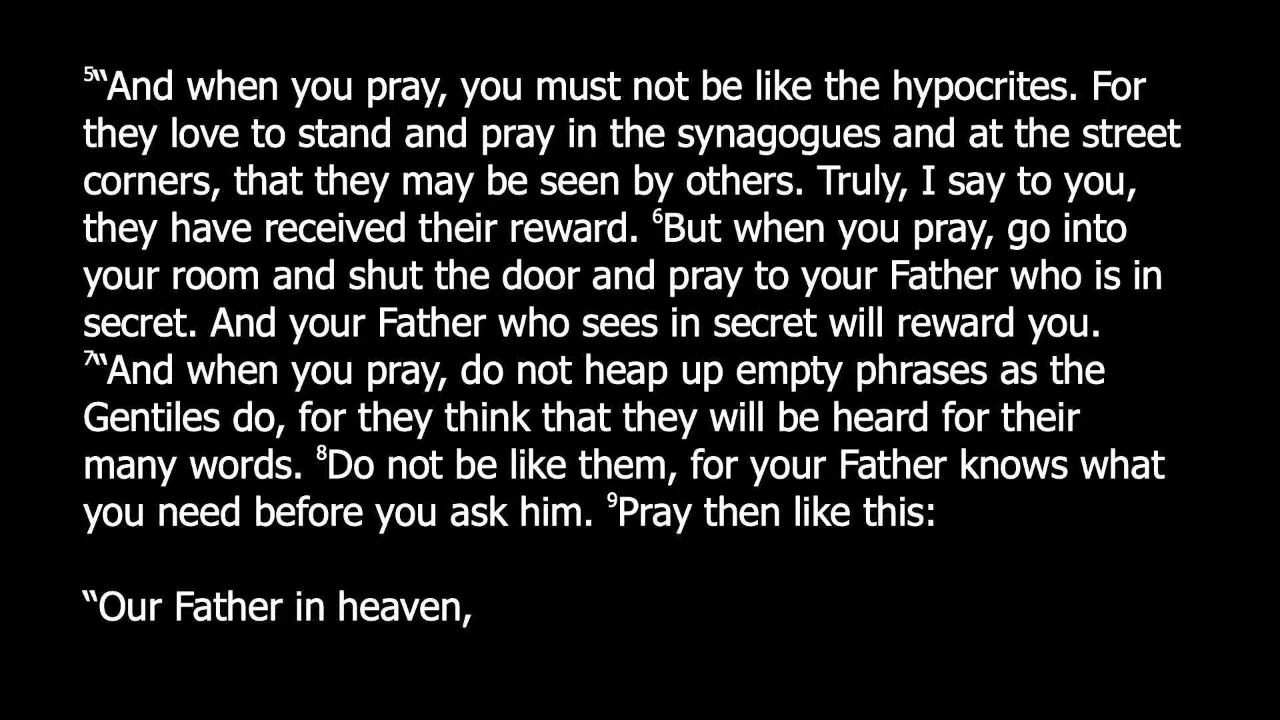 ⁵“And when you pray, you must not be like the hypocrites. For
they love to stand and pray in the synagogues and at the street
corners, that they may be seen by others. Truly, I say to you,
they have received their reward. ⁶But when you pray, go into
your room and shut the door and pray to your Father who is in
secret. And your Father who sees in secret will reward you.
⁷“And when you pray, do not heap up empty phrases as the
Gentiles do, for they think that they will be heard for their
many words. ⁸Do not be like them, for your Father knows what
you need before you ask him. ⁹Pray then like this:
“Our Father in heaven,